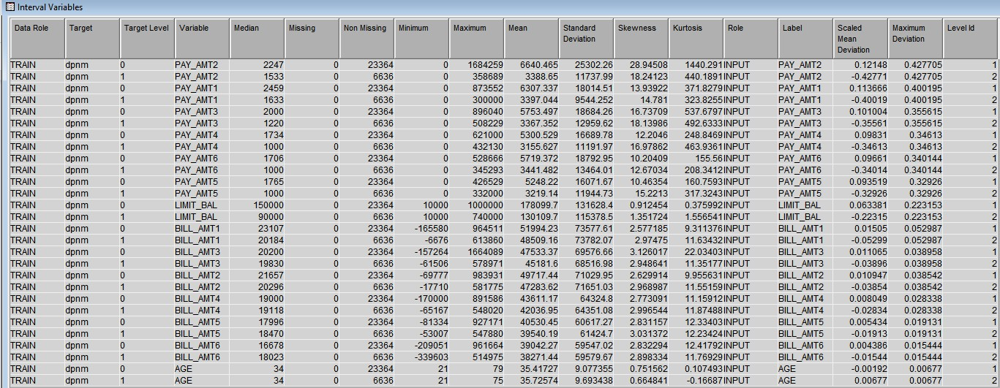 Interval Variables
Data Role Target Target Level Variable Median Missing Non Missing Minimum Maximum Mean Standard Deviation Skewness Kurtosis Role Label Scaled Mean Deviation Maximum Deviation Level Id
TRAIN dpnm 0 PAY_AMT2 2247 0 23364 0 1684259 6640.465 25302.26 28.94508 1440.291 INPUT PAY_AMT2 0.12148 0.427705 1
TRAIN dpnm 1 PAY_AMT2 1533 0 6636 0 358689 3388.65 11737.99 18.24123 440.1891 INPUT PAY_AMT2 -0.42771 0.427705 2
TRAIN dpnm 0 PAY_AMT1 2459 0 23364 0 873552 6307.337 18014.51 13.93922 371.8279 INPUT PAY_AMT1 0.113666 0.400195 1
TRAIN dpnm 1 PAY_AMT1 1633 0 6636 0 300000 3397.044 9544.252 14.781 323.8255 INPUT PAY_AMT1 -0.40019 0.400195 2
TRAIN dpnm 0 PAY_AMT3 2000 0 23364 0 896040 5753.497 18684.26 16.73709 537.6797 INPUT PAY_AMT3 0.101004 0.355615 1
TRAIN dpnm 1 PAY_AMT3 1220 0 6636 0 508229 3367.352 12959.62 18.13986 492.6333 INPUT PAY_AMT3 -0.35561 0.355615 2
TRAIN dpnm 0 PAY_AMT4 1734 0 23364 0 621000 5300.529 16689.78 12.2046 248.8469 INPUT PAY_AMT4 0.09831 0.34613 1
TRAIN dpnm 1 PAY_AMT4 1000 0 6636 0 432130 3155.627 11191.97 16.97862 463.9361 INPUT PAY_AMT4 -0.34613 0.34613 2
TRAIN dpnm 0 PAY_AMT6 1706 0 23364 0 528666 5719.372 18792.95 10.20409 155.56 INPUT PAY_AMT6 0.09661 0.340144 1
TRAIN dpnm 1 PAY_AMT6 1000 0 6636 0 345293 3441.482 13464.01 12.67034 208.3412 INPUT PAY_AMT6 -0.34014 0.340144 2
TRAIN dpnm 0 PAY_AMT5 1765 0 23364 0 426529 5248.22 16071.67 10.46354 160.7593 INPUT PAY_AMT5 0.093519 0.32926 1
TRAIN dpnm 1 PAY_AMT5 1000 0 6636 0 332000 3219.14 11944.73 15.2213 317.3243 INPUT PAY_AMT5 -0.32926 0.32926 2
TRAIN dpnm 0 LIMIT_BAL 150000 0 23364 10000 1000000 178099.7 131628.4 0.912454 0.375992 INPUT LIMIT_BAL 0.063381 0.223153 1
TRAIN dpnm 1 LIMIT_BAL 90000 0 6636 10000 740000 130109.7 115378.5 1.351724 1.556541 INPUT LIMIT_BAL -0.22315 0.223153 2
TRAIN dpnm 0 BILL_AMT1 23107 0 23364 -165580 964511 51994.23 73577.61 2.577185 9.311376 INPUT BILL_AMT1 0.01505 0.052987 1
TRAIN dpnm 1 BILL_AMT1 20184 0 6636 -6676 613860 48509.16 73782.07 2.97475 11.63432 INPUT BILL_AMT1 -0.05299 0.052987 2
TRAIN dpnm 0 BILL_AMT3 20200 0 23364 -157264 1664089 47533.37 69576.66 3.126017 22.03403 INPUT BILL_AMT3 0.011065 0.038958 1
TRAIN dpnm 1 BILL_AMT3 19830 0 6636 -61506 578971 45181.6 68516.98 2.948641 11.35177 INPUT BILL_AMT3 -0.03896 0.038958 2
TRAIN dpnm 0 BILL_AMT2 21657 0 23364 -69777 983931 49717.44 71029.95 2.629914 9.955631 INPUT BILL_AMT2 0.010947 0.038542 1
TRAIN dpnm 1 BILL_AMT2 20296 0 6636 -17710 581775 47283.62 71651.03 2.968987 11.55159 INPUT BILL_AMT2 -0.03854 0.038542 2
TRAIN dpnm 0 BILL_AMT4 19000 0 23364 -170000 891586 43611.17 64324.8 2.773091 11.15912 INPUT BILL_AMT4 0.008049 0.028338 1
TRAIN dpnm 1 BILL_AMT4 19118 0 6636 -65167 548020 42036.95 64351.08 2.996544 11.87488 INPUT BILL_AMT4 -0.02834 0.028338 2
TRAIN dpnm 0 BILL_AMT5 17996 0 23364 -81334 927171 40530.45 60617.27 2.831157 12.33403 INPUT BILL_AMT5 0.005434 0.019131 1
TRAIN dpnm 1 BILL_AMT5 18470 0 6636 -53007 547880 39540.19 61424.7 3.031372 12.23424 INPUT BILL_AMT5 -0.01913 0.019131 2
TRAIN dpnm 0 BILL_AMT6 16678 0 23364 -209051 961664 39042.27 59547.02 2.832294 12.41792 INPUT BILL_AMT6 0.004386 0.015444 1
TRAIN dpnm 1 BILL_AMT6 18023 0 6636 -339603 514975 38271.44 59579.67 2.898334 11.76929 INPUT BILL_AMT6 -0.01544 0.015444 2
TRAIN dpnm 0 AGE 34 0 23364 21 79 35.41727 9.077355 0.751562 0.107493 INPUT AGE -0.00192 0.00677 1
TRAIN dpnm 1 AGE 34 0 6636 21 75 35.72574 9.693438 0.664841 -0.16687 INPUT AGE 0.00677 0.00677 2